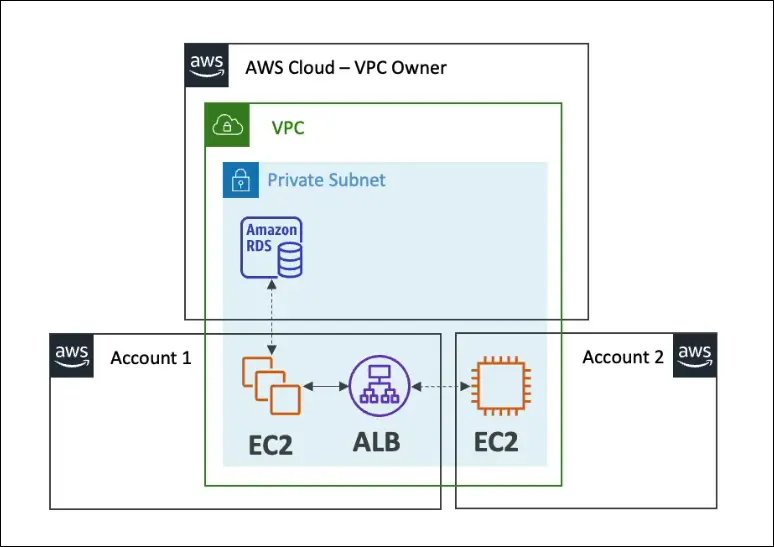 aws
AWS Cloud – VPC Owner
VPC
Private Subnet
Amazon
RDS
aws
Account 1
Account 2
aws
EC2
ALB
EC2